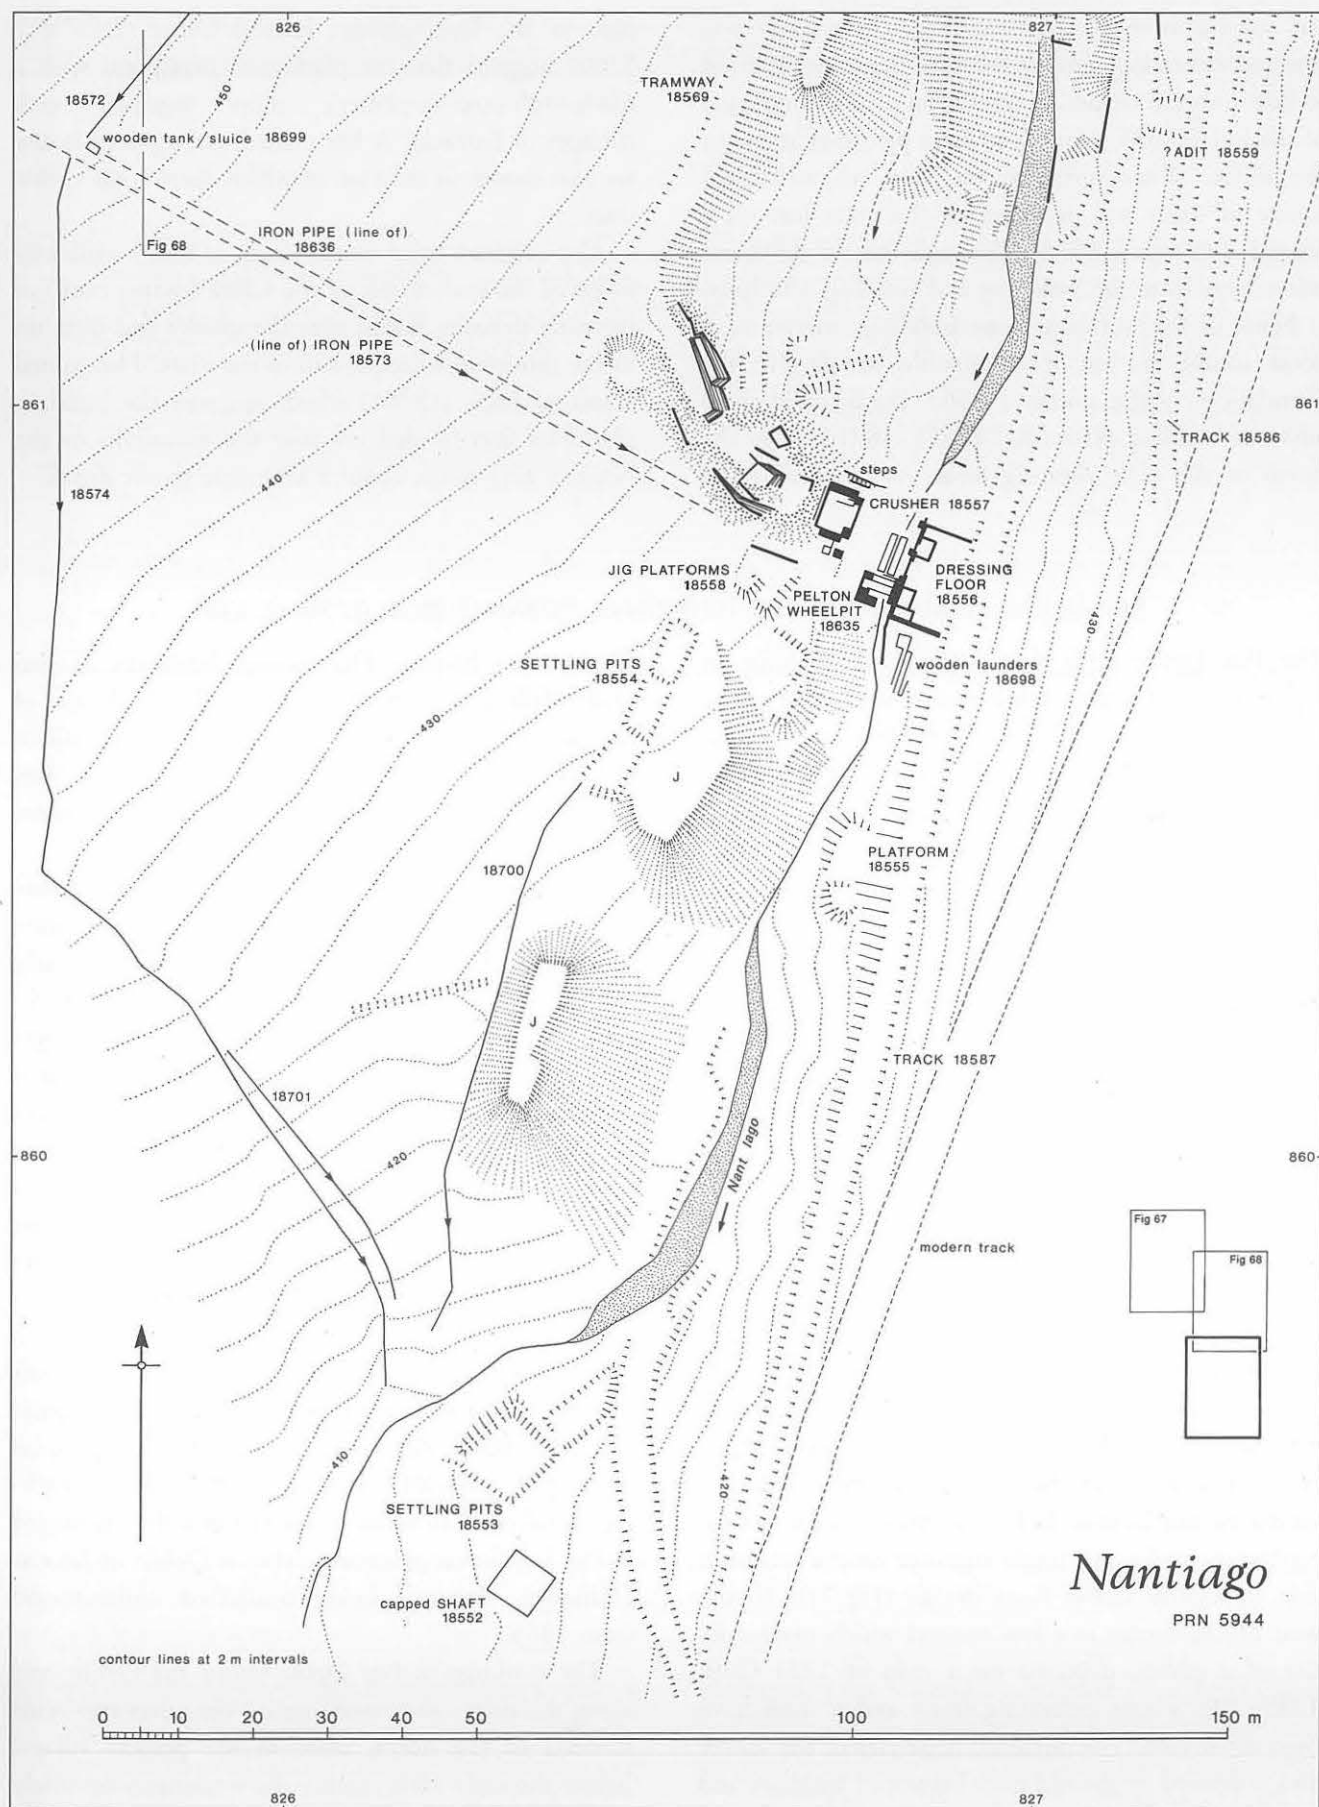 826
827
18572
450
TRAMWAY
18569
wooden tank/sluice 18699
? ADIT 18559
IRON PIPE (line of)
18636
Fig 68
(line of) IRON PIPE
18573
861
861
TRACK 18586
steps
440
18574
CRUSHER 18557
JIG PLATFORMS
18558
DRESSING
FLOOR
18556
PELTON
WHEELPIT
18635
430
SETTLING PITS
18554
wooden launders
18698
430
J
PLATFORM
18555
18700
J
TRACK 18587
18701
420
Nant Iago
860
860
Fig 67
modern track
Fig 68
410
420
SETTLING PITS
18553
Nantiago
capped SHAFT
18552
PRN 5944
contour lines at 2 m intervals
0 10 20 30 40 50 100 150 m
826
827